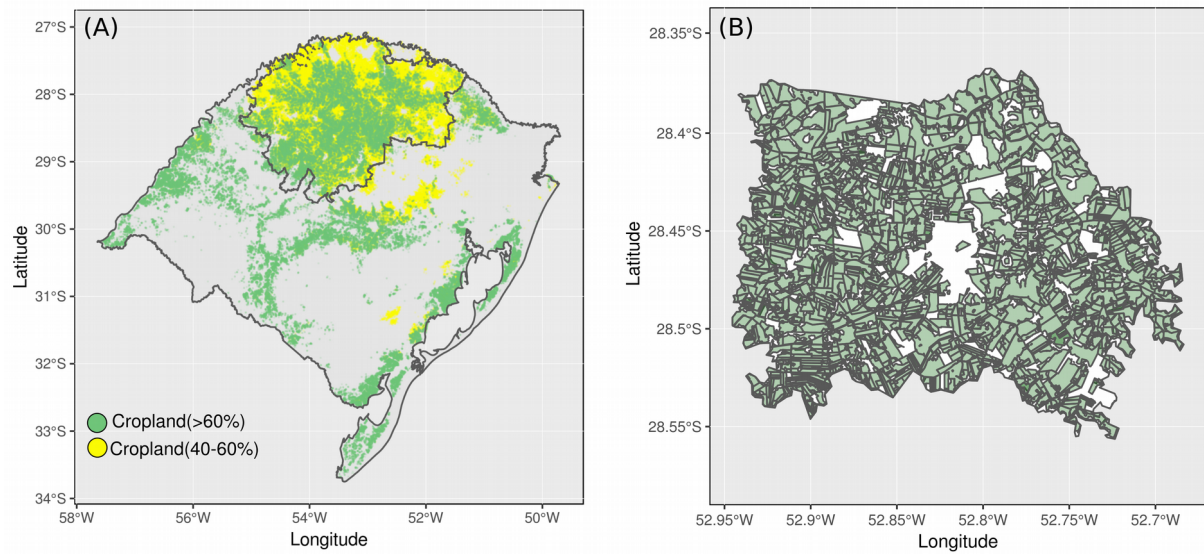 (A)
27°S
28°S
29°S
30°S
31°S
32°S
33°S
34°S
Latitude
Cropland(>60%)
Cropland(40-60%)
58°W 56°W 54°W 52°W 50°W
Longitude
(B)
28.35°S
28.4°S
28.45°S
28.5°S
28.55°S
Latitude
52.95°W 52.9°W 52.85°W 52.8°W 52.75°W 52.7°W
Longitude